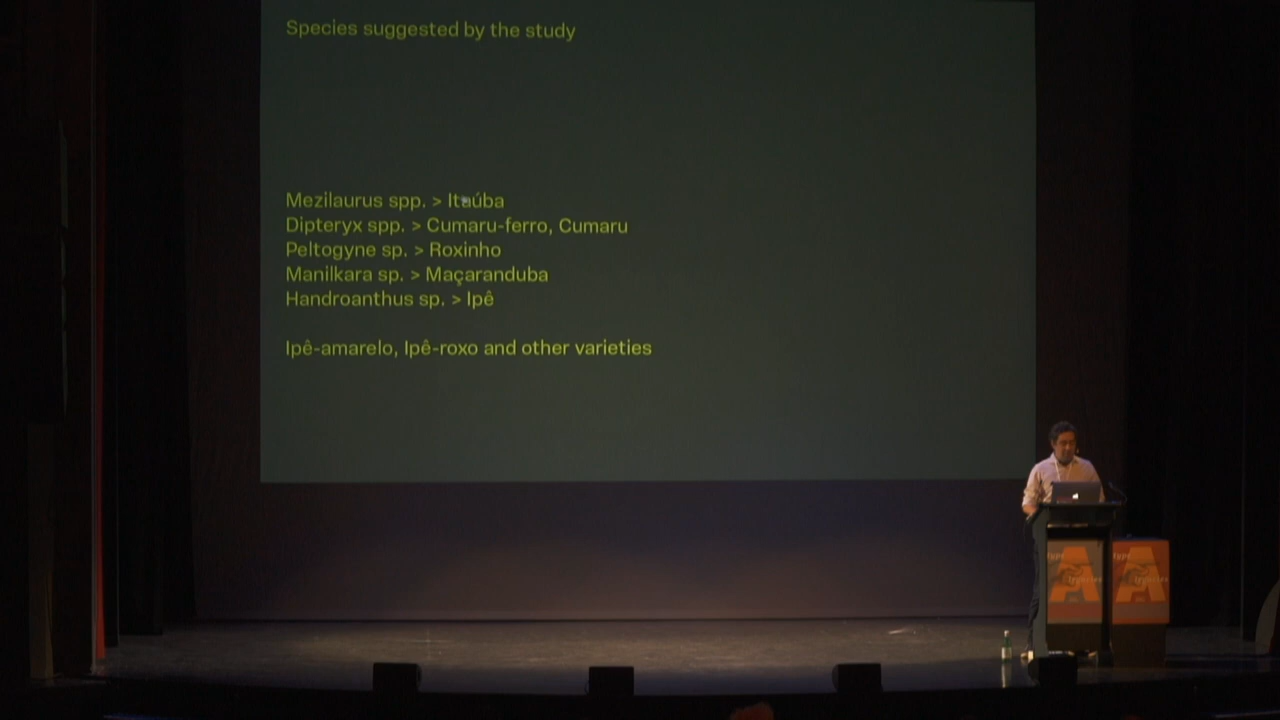 Species suggested by the study
Mezilaurus spp. > Itaúba
Dipteryx spp. > Cumaru-ferro, Cumaru
Peltogyne sp. > Roxinho
Manilkara sp. > Maçaranduba
Handroanthus sp. > Ipê
Ipê-amarelo, Ipê-roxo and other varieties
A
A